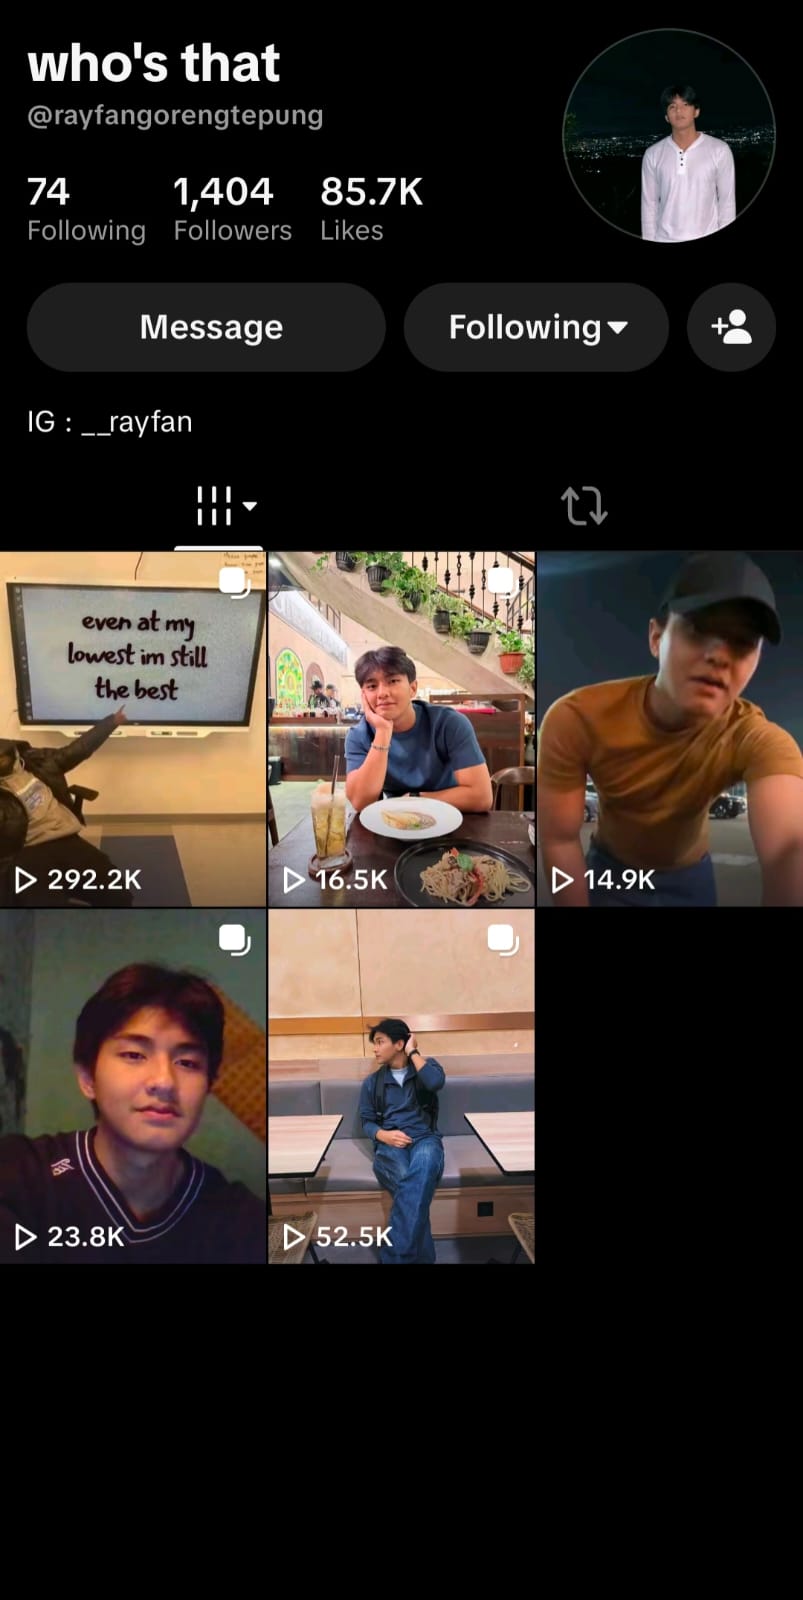 who's that
@rayfangorengtepung
74 1,404 85.7K
Following Followers Likes
Message Following
IG : __rayfan
even at my
lowest im still
the best
292.2K 16.5K 14.9K
23.8K 52.5K